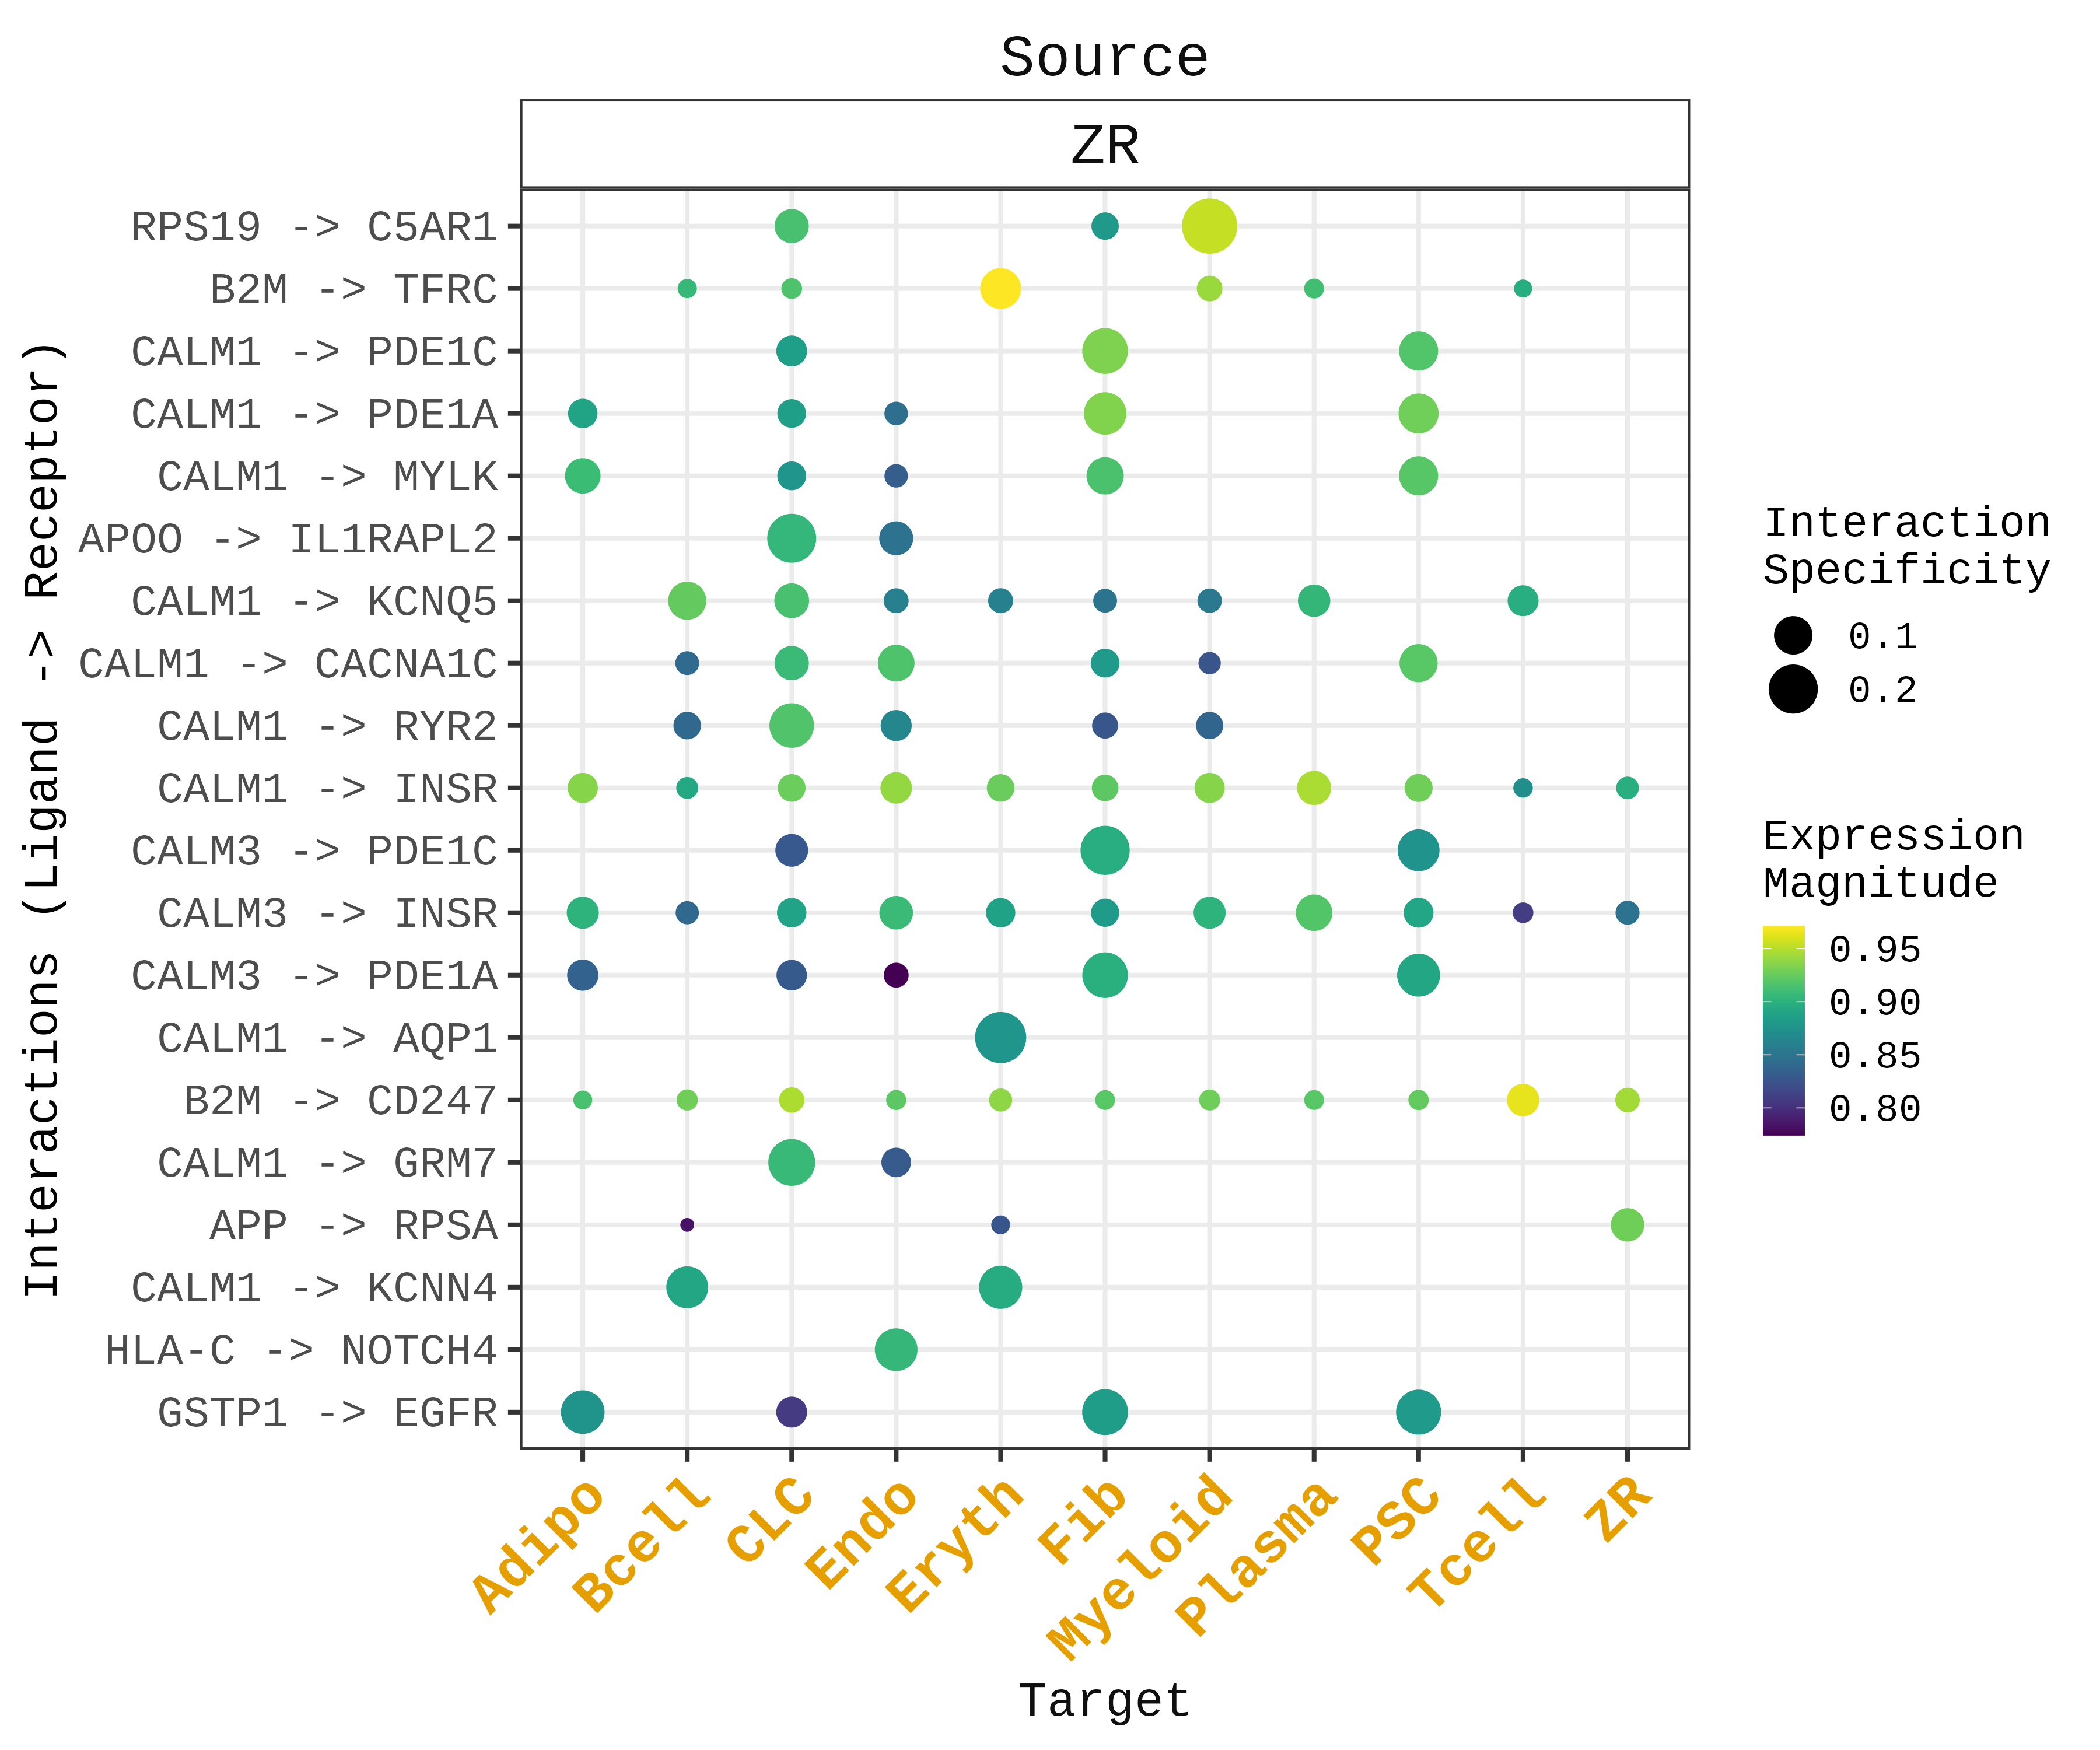 Source
ZR
Interactions (Ligand -> Receptor)
RPS19 -> C5AR1
B2M -> TFRC
CALM1 -> PDE1C
CALM1 -> PDE1A
CALM1 -> MYLK
APOO -> IL1RAPL2
CALM1 -> KCNQ5
CALM1 -> CACNA1C
CALM1 -> RYR2
CALM1 -> INSR
CALM3 -> PDE1C
CALM3 -> INSR
CALM3 -> PDE1A
CALM1 -> AQP1
B2M -> CD247
CALM1 -> GRM7
APP -> RPSA
CALM1 -> KCNN4
HLA-C -> NOTCH4
GSTP1 -> EGFR
Adipo
Bcell
CLC
Endo
Eryth
Fib
Myeloid
Plasma
PSC
Tcell
ZR
Target
Interaction
Specificity
0.1
0.2
Expression
Magnitude
0.95
0.90
0.85
0.80